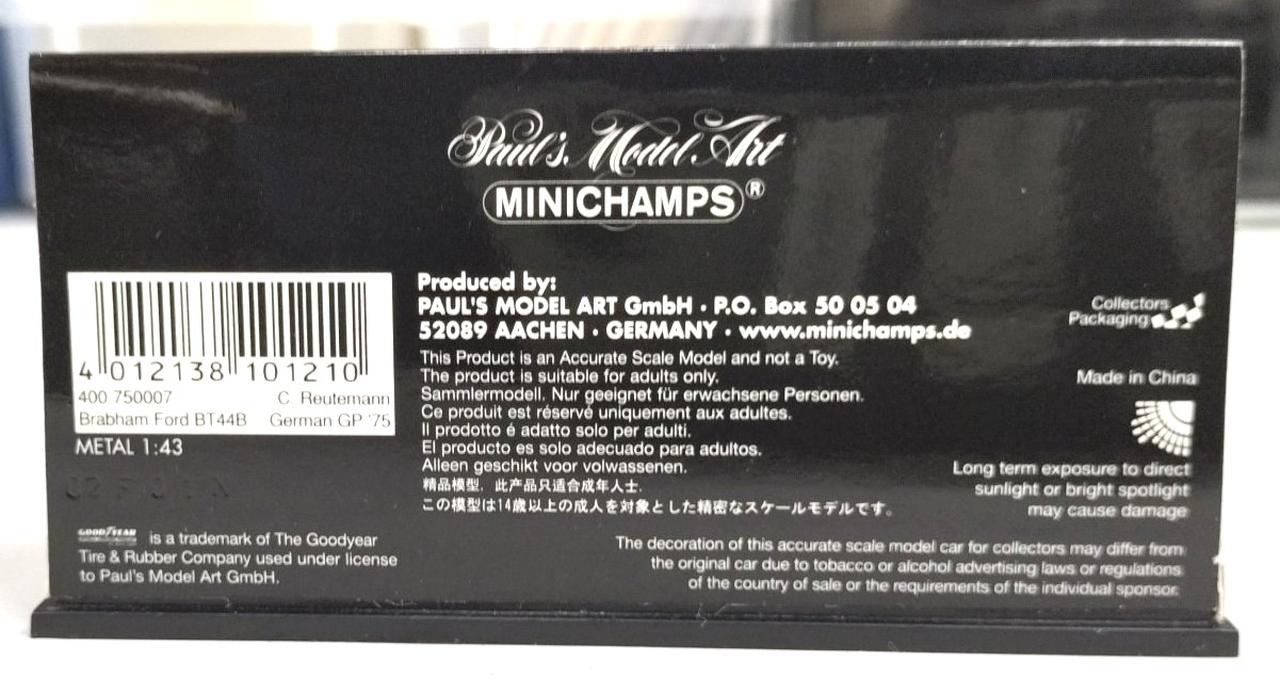 Paul's Model Art
MINICHAMPS®
4 012138 101210
400 750007 C. Reutemann
Brabham Ford BT44B German GP '75
METAL 1:43
GOODYEAR is a trademark of The Goodyear
Tire & Rubber Company used under license
to Paul's Model Art GmbH.
Produced by:
PAUL'S MODEL ART GmbH · P.O. Box 50 05 04
52089 AACHEN · GERMANY · www.minichamps.de
This Product is an Accurate Scale Model and not a Toy.
The product is suitable for adults only.
Sammlermodell. Nur geeignet für erwachsene Personen.
Ce produit est réservé uniquement aux adultes.
Il prodotto é adatto solo per adulti.
El producto es solo adecuado para adultos.
Alleen geschikt voor volwassenen.
精品模型．此产品只适合成年人士．
この模型は14歳以上の成人を対象とした精密なスケールモデルです。
Collectors
Packaging
Made in China
Long term exposure to direct
sunlight or bright spotlight
may cause damage
The decoration of this accurate scale model car for collectors may differ from
the original car due to tobacco or alcohol advertising laws or regulations
of the country of sale or the requirements of the individual sponsor.